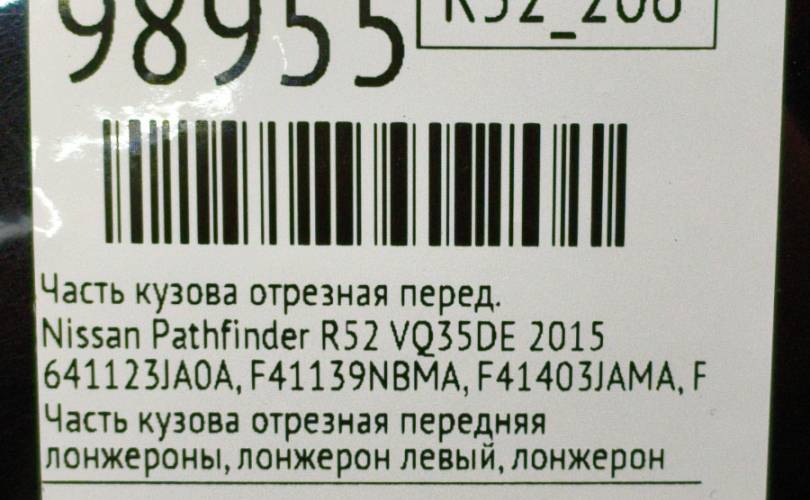 98955
R52_208
Часть кузова отрезная перед.
Nissan Pathfinder R52 VQ35DE 2015
641123JA0A, F41139NBMA, F41403JAMA, F
Часть кузова отрезная передняя
лонжероны, лонжерон левый, лонжерон